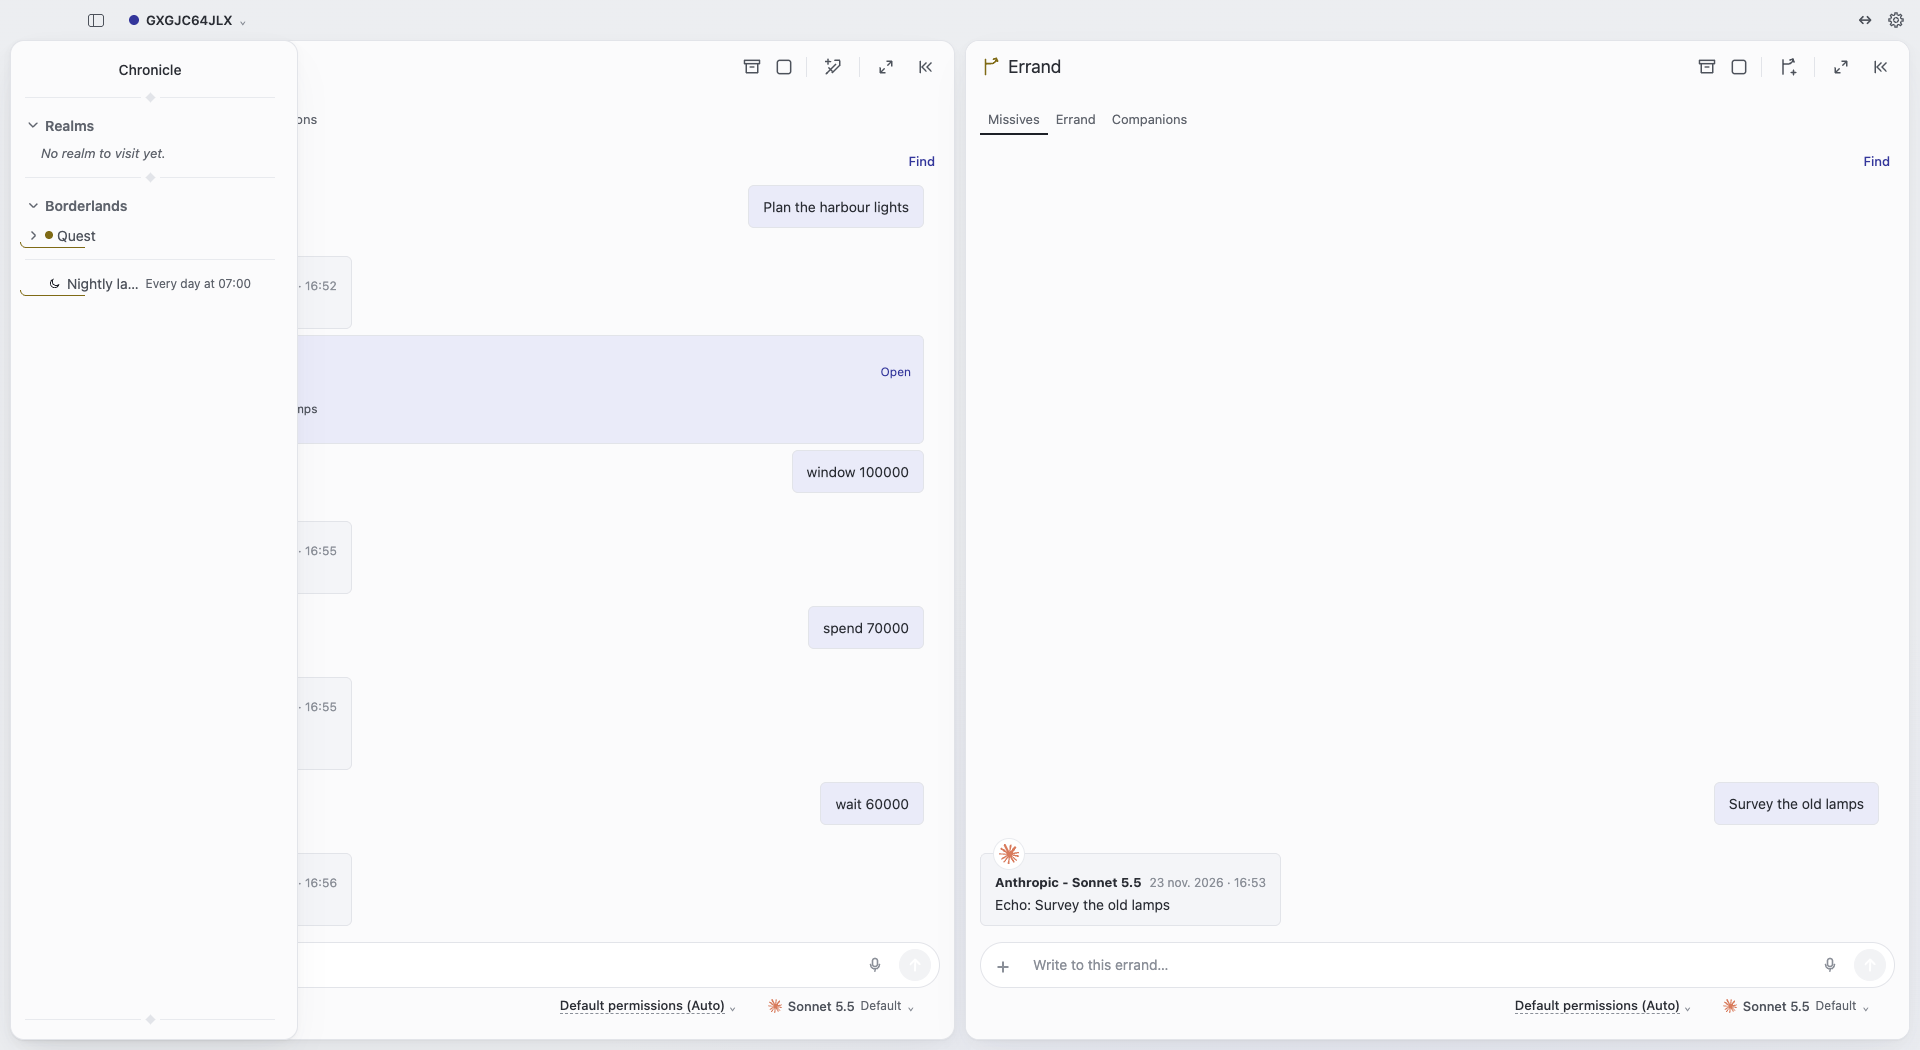 GXGJC64JLX
Chronicle
Realms
No realm to visit yet.
Borderlands
Quest
Nightly la... Every day at 07:00
ons
Find
Plan the harbour lights
· 16:52
Open
mps
window 100000
· 16:55
spend 70000
· 16:55
wait 60000
· 16:56
Default permissions (Auto)
Sonnet 5.5 Default
Errand
Missives Errand Companions
Find
Survey the old lamps
Anthropic - Sonnet 5.5 23 nov. 2026 · 16:53
Echo: Survey the old lamps
Write to this errand...
Default permissions (Auto)
Sonnet 5.5 Default